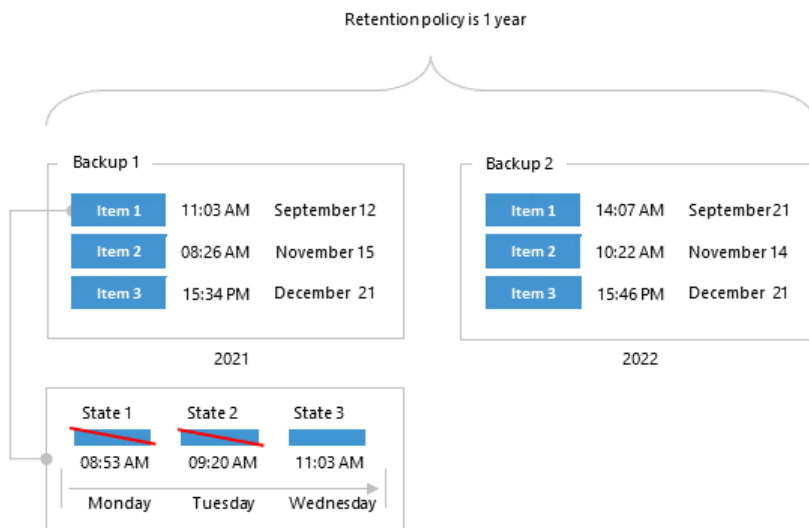 Retention policy is 1 year
Backup 1
Item 1 11:03 AM September 12
Item 2 08:26 AM November 15
Item 3 15:34 PM December 21
2021
Backup 2
Item 1 14:07 AM September 21
Item 2 10:22 AM November 14
Item 3 15:46 PM December 21
2022
State 1 State 2 State 3
08:53 AM 09:20 AM 11:03 AM
Monday Tuesday Wednesday